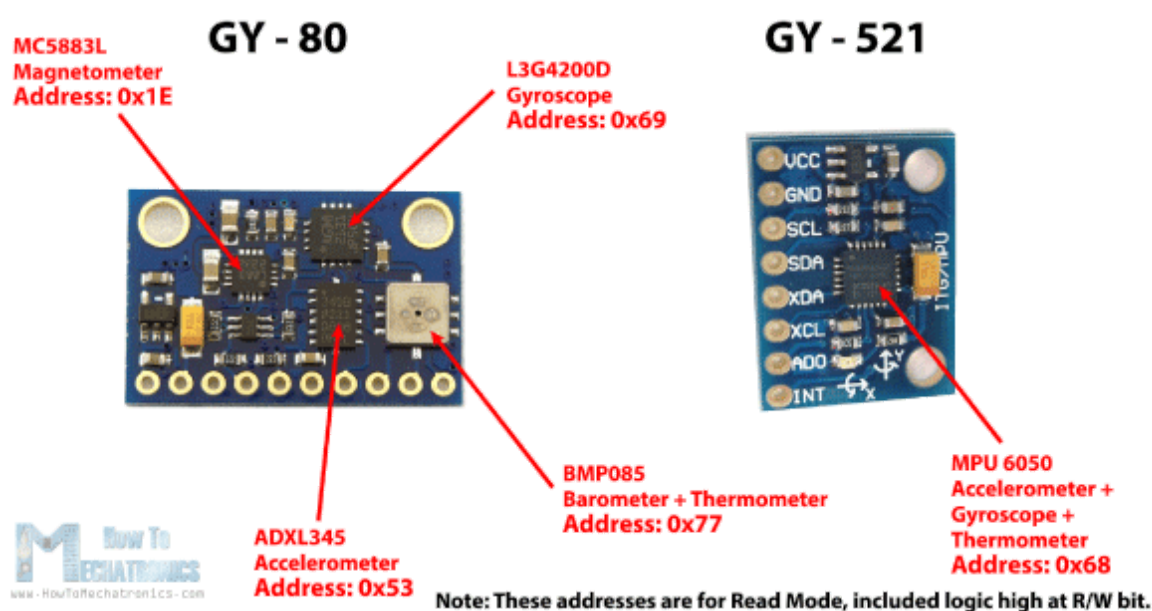 GY - 80
GY - 521
MC5883L
Magnetometer
Address: 0x1E
L3G4200D
Gyroscope
Address: 0x69
VCC
GND
SCL
SDA
XDA
XCL
ADO
INT
ITG/MPU
Y
X
BMP085
Barometer + Thermometer
Address: 0x77
MPU 6050
Accelerometer +
Gyroscope +
Thermometer
Address: 0x68
ADXL345
Accelerometer
Address: 0x53
How To
MECHATRONICS
www.HowToMechatronics.com
Note: These addresses are for Read Mode, included logic high at R/W bit.